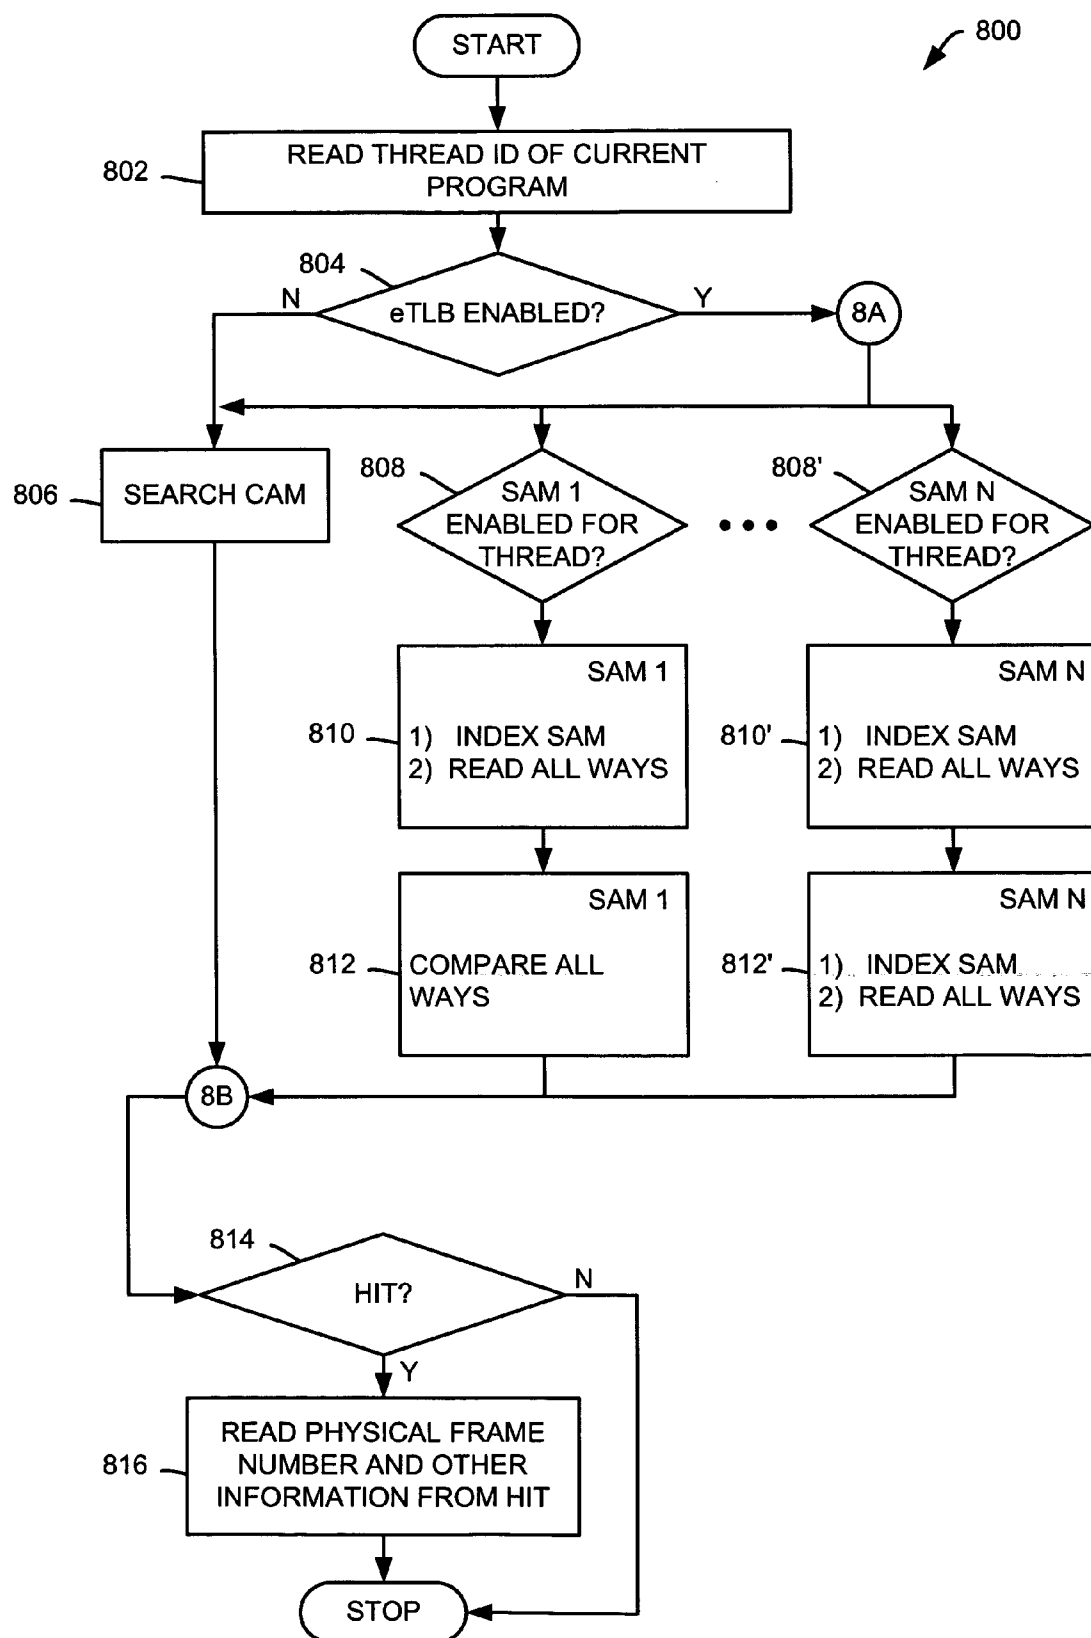 START
800
802
READ THREAD ID OF CURRENT
PROGRAM
804
N
eTLB ENABLED?
Y
8A
806
SEARCH CAM
808
SAM 1
ENABLED FOR
THREAD?
808'
SAM N
ENABLED FOR
THREAD?
810
SAM 1
1) INDEX SAM
2) READ ALL WAYS
810'
SAM N
1) INDEX SAM
2) READ ALL WAYS
812
SAM 1
COMPARE ALL
WAYS
812'
SAM N
1) INDEX SAM
2) READ ALL WAYS
8B
814
HIT?
N
Y
816
READ PHYSICAL FRAME
NUMBER AND OTHER
INFORMATION FROM HIT
STOP